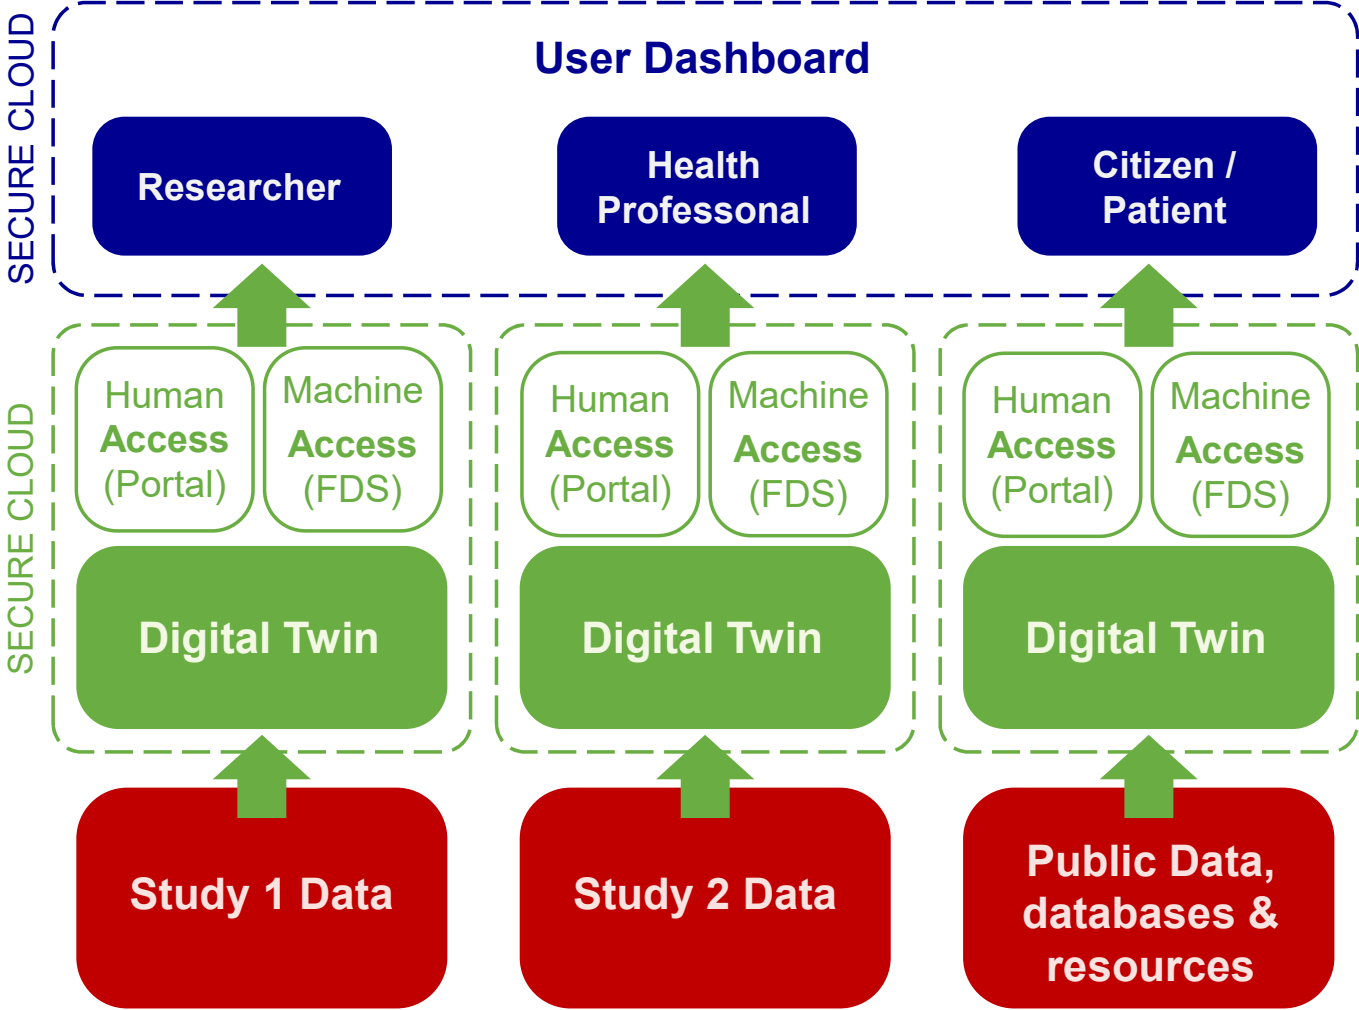 SECURE CLOUD
User Dashboard
Researcher
Health
Professonal
Citizen /
Patient
SECURE CLOUD
Human
Access
(Portal)
Machine
Access
(FDS)
Human
Access
(Portal)
Machine
Access
(FDS)
Human
Access
(Portal)
Machine
Access
(FDS)
Digital Twin
Digital Twin
Digital Twin
Study 1 Data
Study 2 Data
Public Data,
databases &
resources